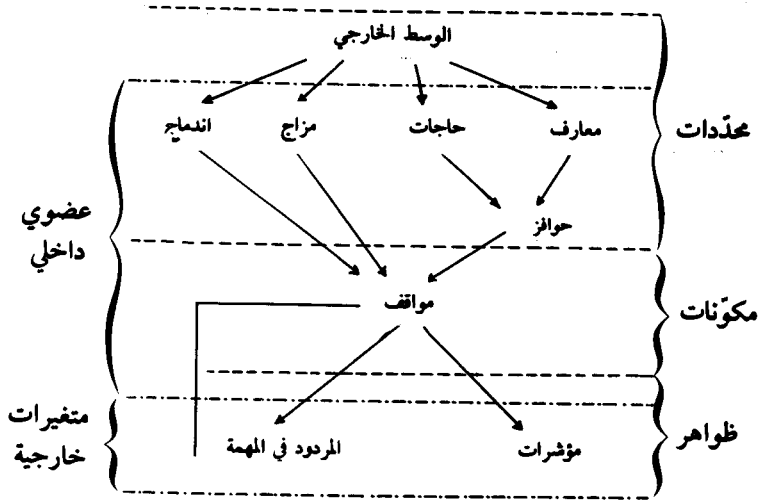 الوسط الخارجي
معارف حاجات مزاج اندماج
محدّدات
حوافز
عضوي
داخلي
مواقف
مكوّنات
متغيرات
خارجية
مؤشرات المردود في المهمة
ظواهر